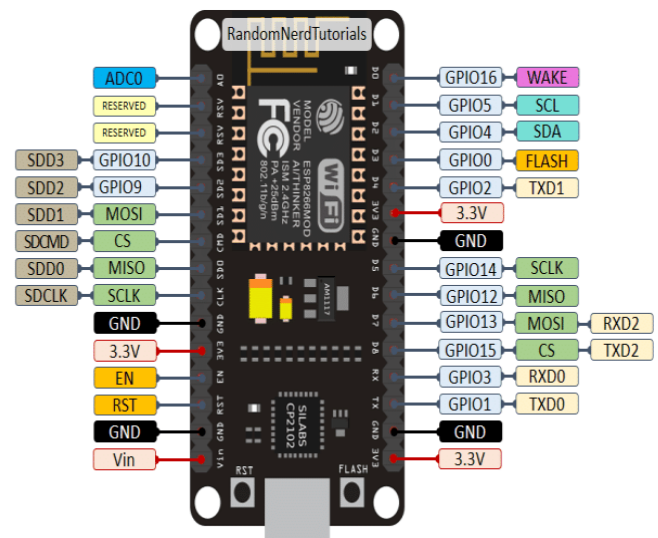 RandomNerdTutorials
ADC0
RESERVED
RESERVED
SDD3 GPIO10
SDD2 GPIO9
SDD1 MOSI
SDCMD CS
SDD0 MISO
SDCLK SCLK
GND
3.3V
EN
RST
GND
Vin
A0
RSV
RSV
SD3
SD2
SD1
CMD
SD0
CLK
GND
3V3
EN
RST
GND
Vin
MODEL
VENDOR
ESP8266MOD
AI/THINKER
ISM 2.4GHz
PA +25dBm
802.11b/g/n
FC
WiFi
AM1117
SILABS
CP2102
RST
FLASH
D0
D1
D2
D3
D4
3V3
GND
D5
D6
D7
D8
RX
TX
GND
3V3
GPIO16 WAKE
GPIO5 SCL
GPIO4 SDA
GPIO0 FLASH
GPIO2 TXD1
3.3V
GND
GPIO14 SCLK
GPIO12 MISO
GPIO13 MOSI RXD2
GPIO15 CS TXD2
GPIO3 RXD0
GPIO1 TXD0
GND
3.3V